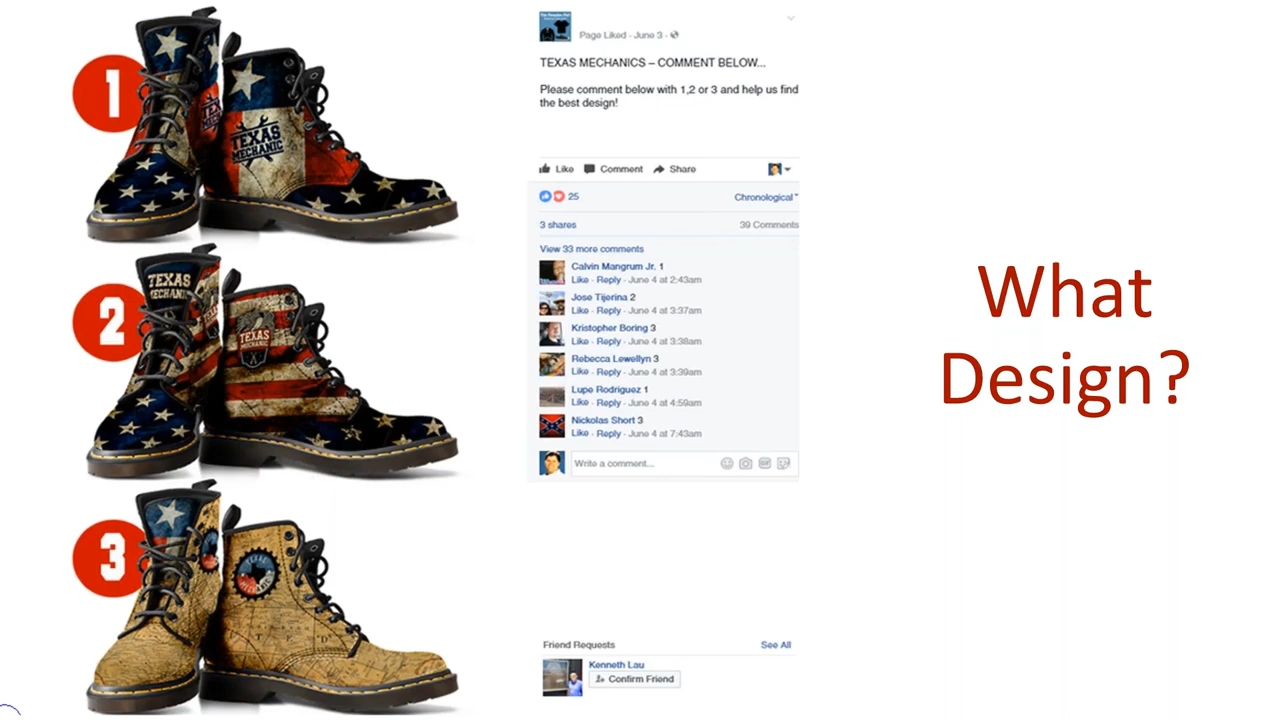 1
TEXAS
MECHANIC
2
TEXAS
MECHANIC
TEXAS
MECHANIC
3
TEXAS
MECHANIC
Page Liked · June 3 ·
TEXAS MECHANICS – COMMENT BELOW...
Please comment below with 1,2 or 3 and help us find
the best design!
Like Comment Share
25 Chronological
3 shares 39 Comments
View 33 more comments
Calvin Mangrum Jr. 1
Like · Reply · June 4 at 2:43am
Jose Tijerina 2
Like · Reply · June 4 at 3:37am
Kristopher Boring 3
Like · Reply · June 4 at 3:38am
Rebecca Lewellyn 3
Like · Reply · June 4 at 3:39am
Lupe Rodriguez 1
Like · Reply · June 4 at 4:59am
Nickolas Short 3
Like · Reply · June 4 at 7:43am
Write a comment...
Friend Requests See All
Kenneth Lau
Confirm Friend
What
Design?